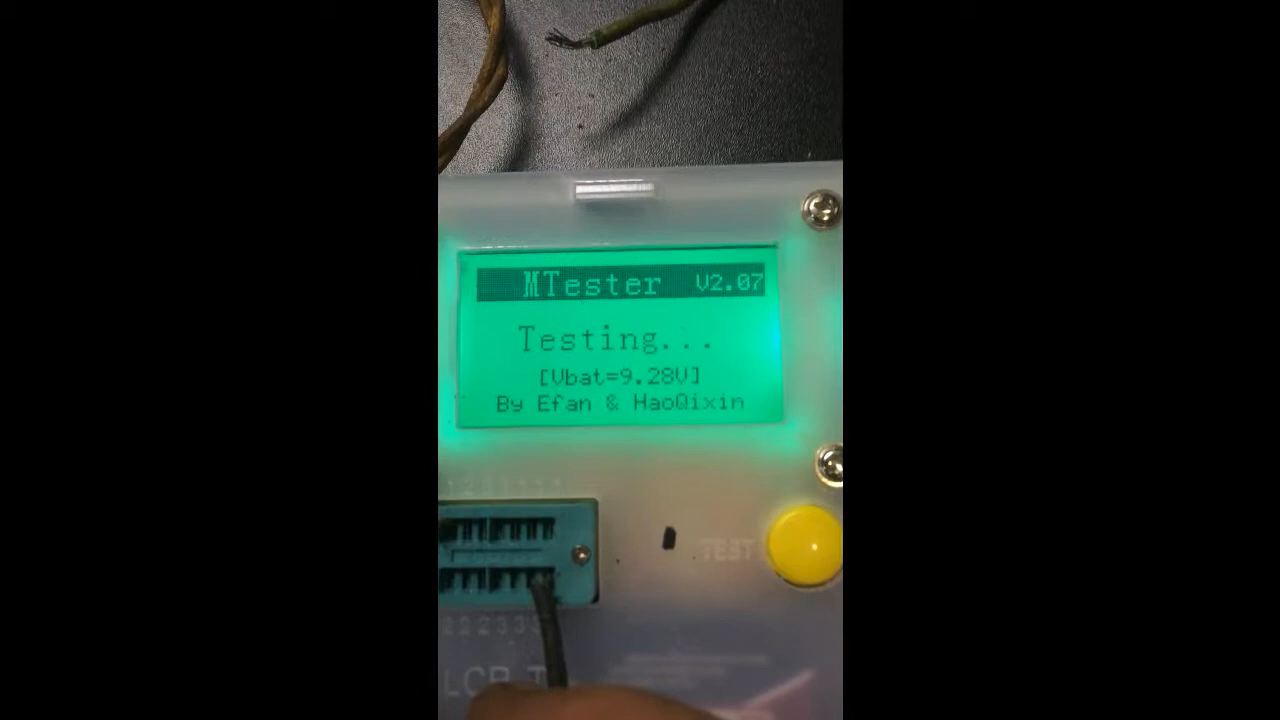 MTester V2.07
Testing...
[Vbat=9.28V]
By Efan & HaoQixin
TEST